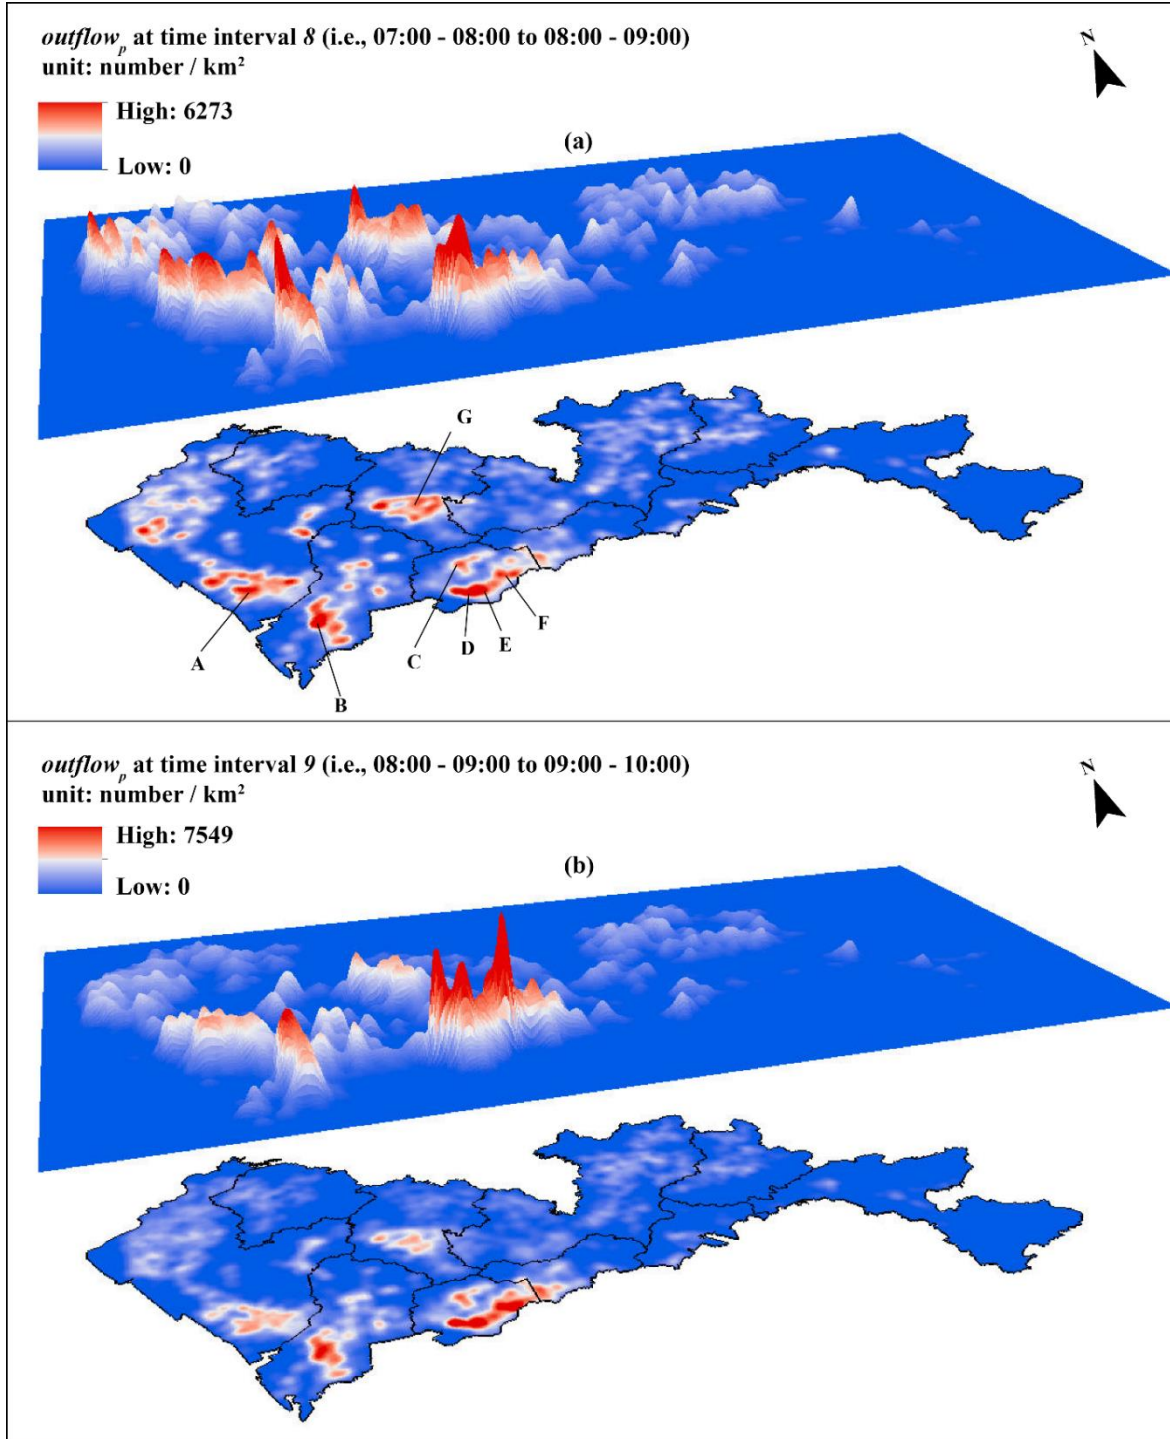 outflowₚ at time interval 8 (i.e., 07:00 - 08:00 to 08:00 - 09:00)
unit: number / km²
N
High: 6273
Low: 0
(a)
G
A
B
C
D
E
F
outflowₚ at time interval 9 (i.e., 08:00 - 09:00 to 09:00 - 10:00)
unit: number / km²
N
High: 7549
Low: 0
(b)